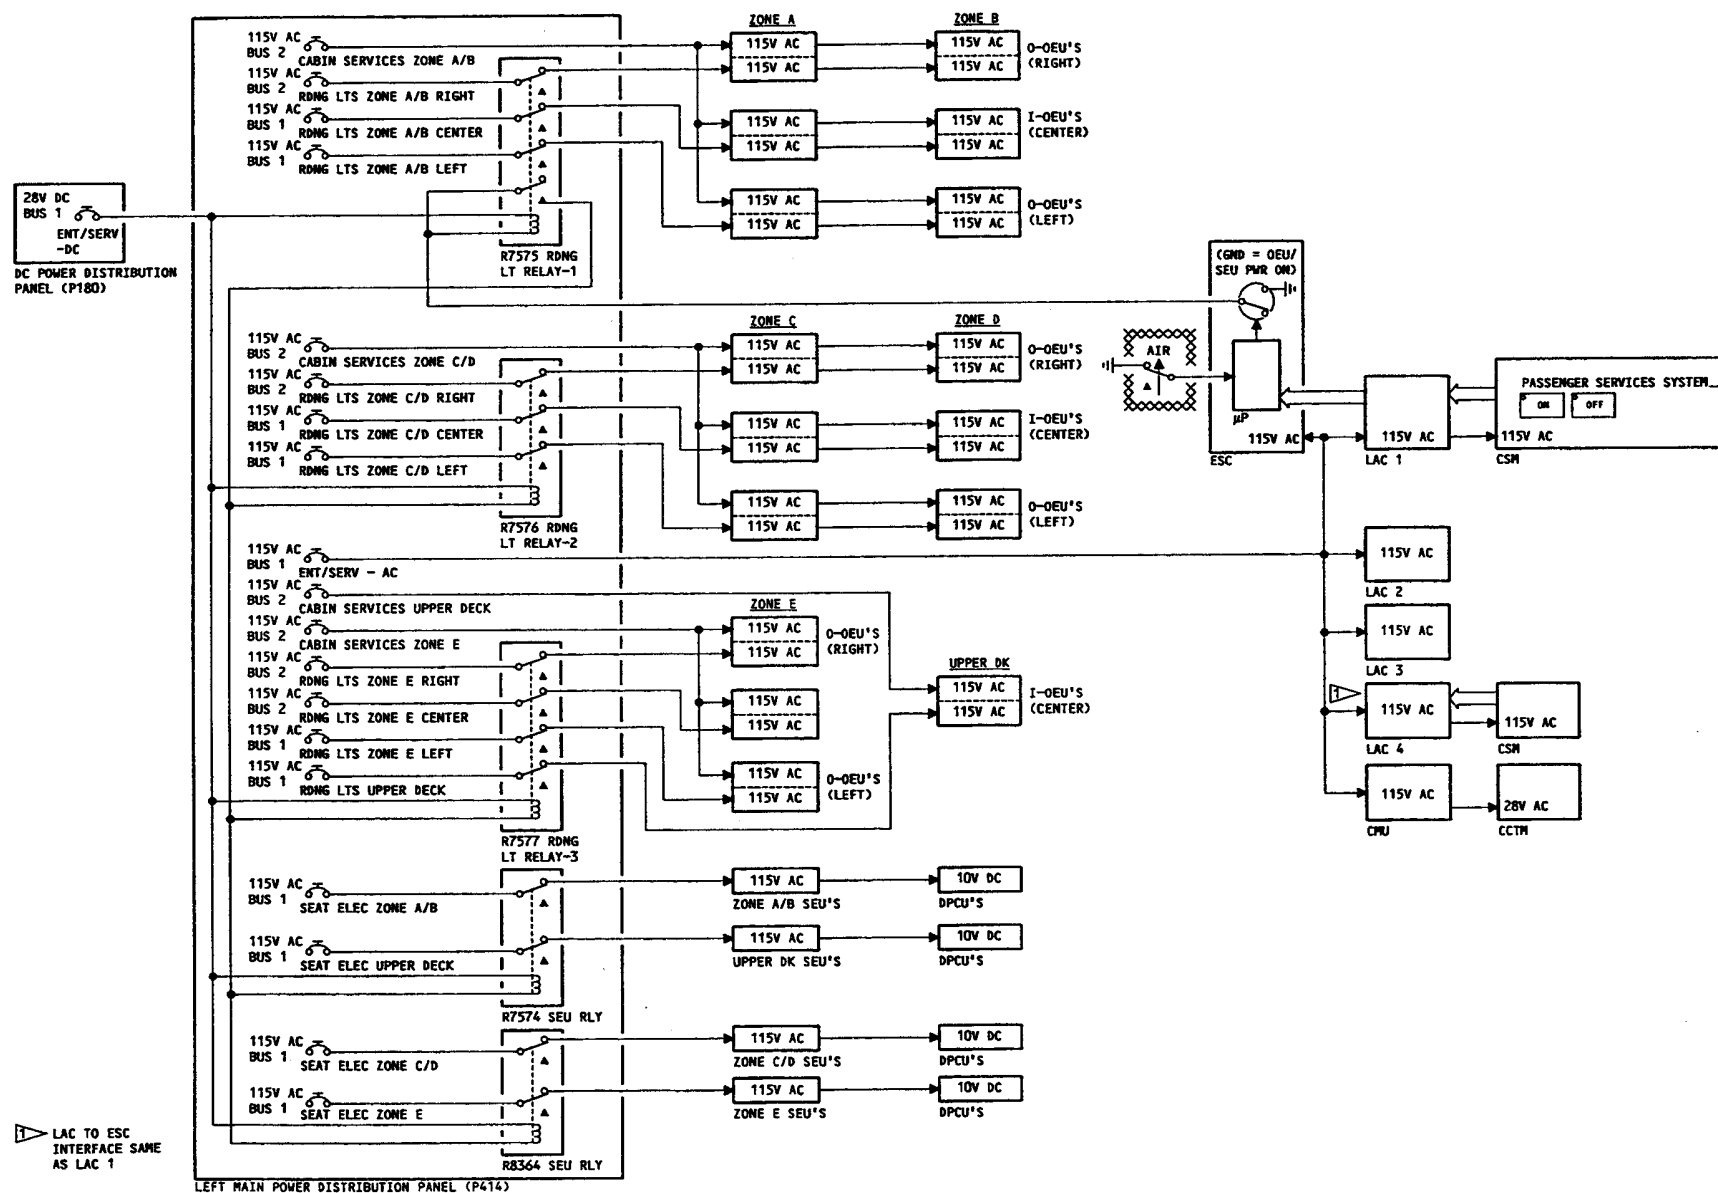 ZONE A
ZONE B
115V AC
BUS 2
CABIN SERVICES ZONE A/B
115V AC
115V AC
O-OEU'S
(RIGHT)
115V AC
115V AC
115V AC
BUS 2
RDNG LTS ZONE A/B RIGHT
115V AC
BUS 1
RDNG LTS ZONE A/B CENTER
115V AC
115V AC
I-OEU'S
(CENTER)
115V AC
115V AC
115V AC
BUS 1
RDNG LTS ZONE A/B LEFT
28V DC
BUS 1
ENT/SERV
-DC
DC POWER DISTRIBUTION
PANEL (P180)
115V AC
115V AC
O-OEU'S
(LEFT)
115V AC
115V AC
R7575 RDNG
LT RELAY-1
(GND = OEU/
SEU PWR ON)
ZONE C
ZONE D
115V AC
BUS 2
CABIN SERVICES ZONE C/D
115V AC
115V AC
O-OEU'S
(RIGHT)
115V AC
115V AC
115V AC
BUS 2
RDNG LTS ZONE C/D RIGHT
115V AC
BUS 1
RDNG LTS ZONE C/D CENTER
115V AC
115V AC
I-OEU'S
(CENTER)
115V AC
115V AC
115V AC
BUS 1
RDNG LTS ZONE C/D LEFT
115V AC
115V AC
O-OEU'S
(LEFT)
115V AC
115V AC
R7576 RDNG
LT RELAY-2
AIR
µP
115V AC
ESC
115V AC
LAC 1
PASSENGER SERVICES SYSTEM
ON
OFF
115V AC
CSM
115V AC
BUS 1
ENT/SERV - AC
115V AC
LAC 2
115V AC
BUS 2
CABIN SERVICES UPPER DECK
ZONE E
115V AC
BUS 2
CABIN SERVICES ZONE E
115V AC
115V AC
O-OEU'S
(RIGHT)
115V AC
LAC 3
115V AC
BUS 2
RDNG LTS ZONE E RIGHT
UPPER DK
115V AC
115V AC
I-OEU'S
(CENTER)
115V AC
BUS 2
RDNG LTS ZONE E CENTER
115V AC
115V AC
1
115V AC
LAC 4
115V AC
CSM
115V AC
BUS 1
RDNG LTS ZONE E LEFT
115V AC
BUS 1
RDNG LTS UPPER DECK
115V AC
115V AC
O-OEU'S
(LEFT)
115V AC
CMU
28V AC
CCTM
R7577 RDNG
LT RELAY-3
115V AC
BUS 1
SEAT ELEC ZONE A/B
115V AC
ZONE A/B SEU'S
10V DC
DPCU'S
115V AC
BUS 1
SEAT ELEC UPPER DECK
115V AC
UPPER DK SEU'S
10V DC
DPCU'S
R7574 SEU RLY
115V AC
BUS 1
SEAT ELEC ZONE C/D
115V AC
ZONE C/D SEU'S
10V DC
DPCU'S
115V AC
BUS 1
SEAT ELEC ZONE E
115V AC
ZONE E SEU'S
10V DC
DPCU'S
R8364 SEU RLY
1 LAC TO ESC
INTERFACE SAME
AS LAC 1
LEFT MAIN POWER DISTRIBUTION PANEL (P414)